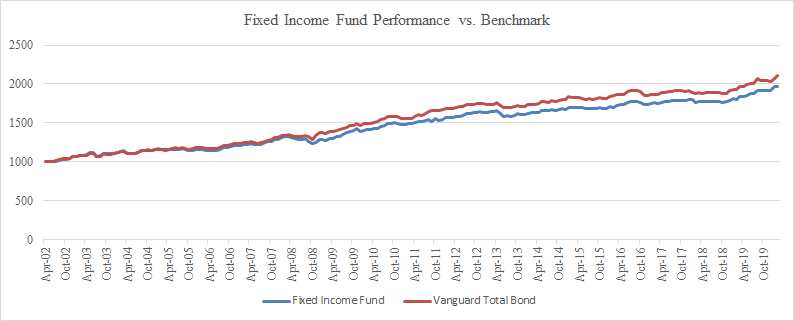 Fixed Income Fund Performance vs. Benchmark
2500
2000
1500
1000
500
0
Apr-02
Oct-02
Apr-03
Oct-03
Apr-04
Oct-04
Apr-05
Oct-05
Apr-06
Oct-06
Apr-07
Oct-07
Apr-08
Oct-08
Apr-09
Oct-09
Apr-10
Oct-10
Apr-11
Oct-11
Apr-12
Oct-12
Apr-13
Oct-13
Apr-14
Oct-14
Apr-15
Oct-15
Apr-16
Oct-16
Apr-17
Oct-17
Apr-18
Oct-18
Apr-19
Oct-19
Fixed Income Fund Vanguard Total Bond